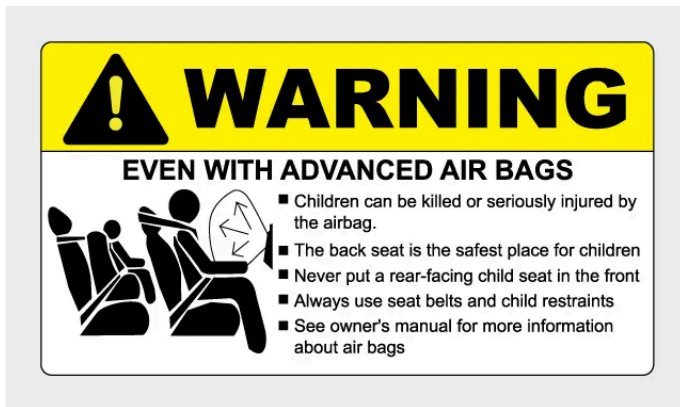 WARNING
EVEN WITH ADVANCED AIR BAGS
■ Children can be killed or seriously injured by
the airbag.
■ The back seat is the safest place for children
■ Never put a rear-facing child seat in the front
■ Always use seat belts and child restraints
■ See owner's manual for more information
about air bags